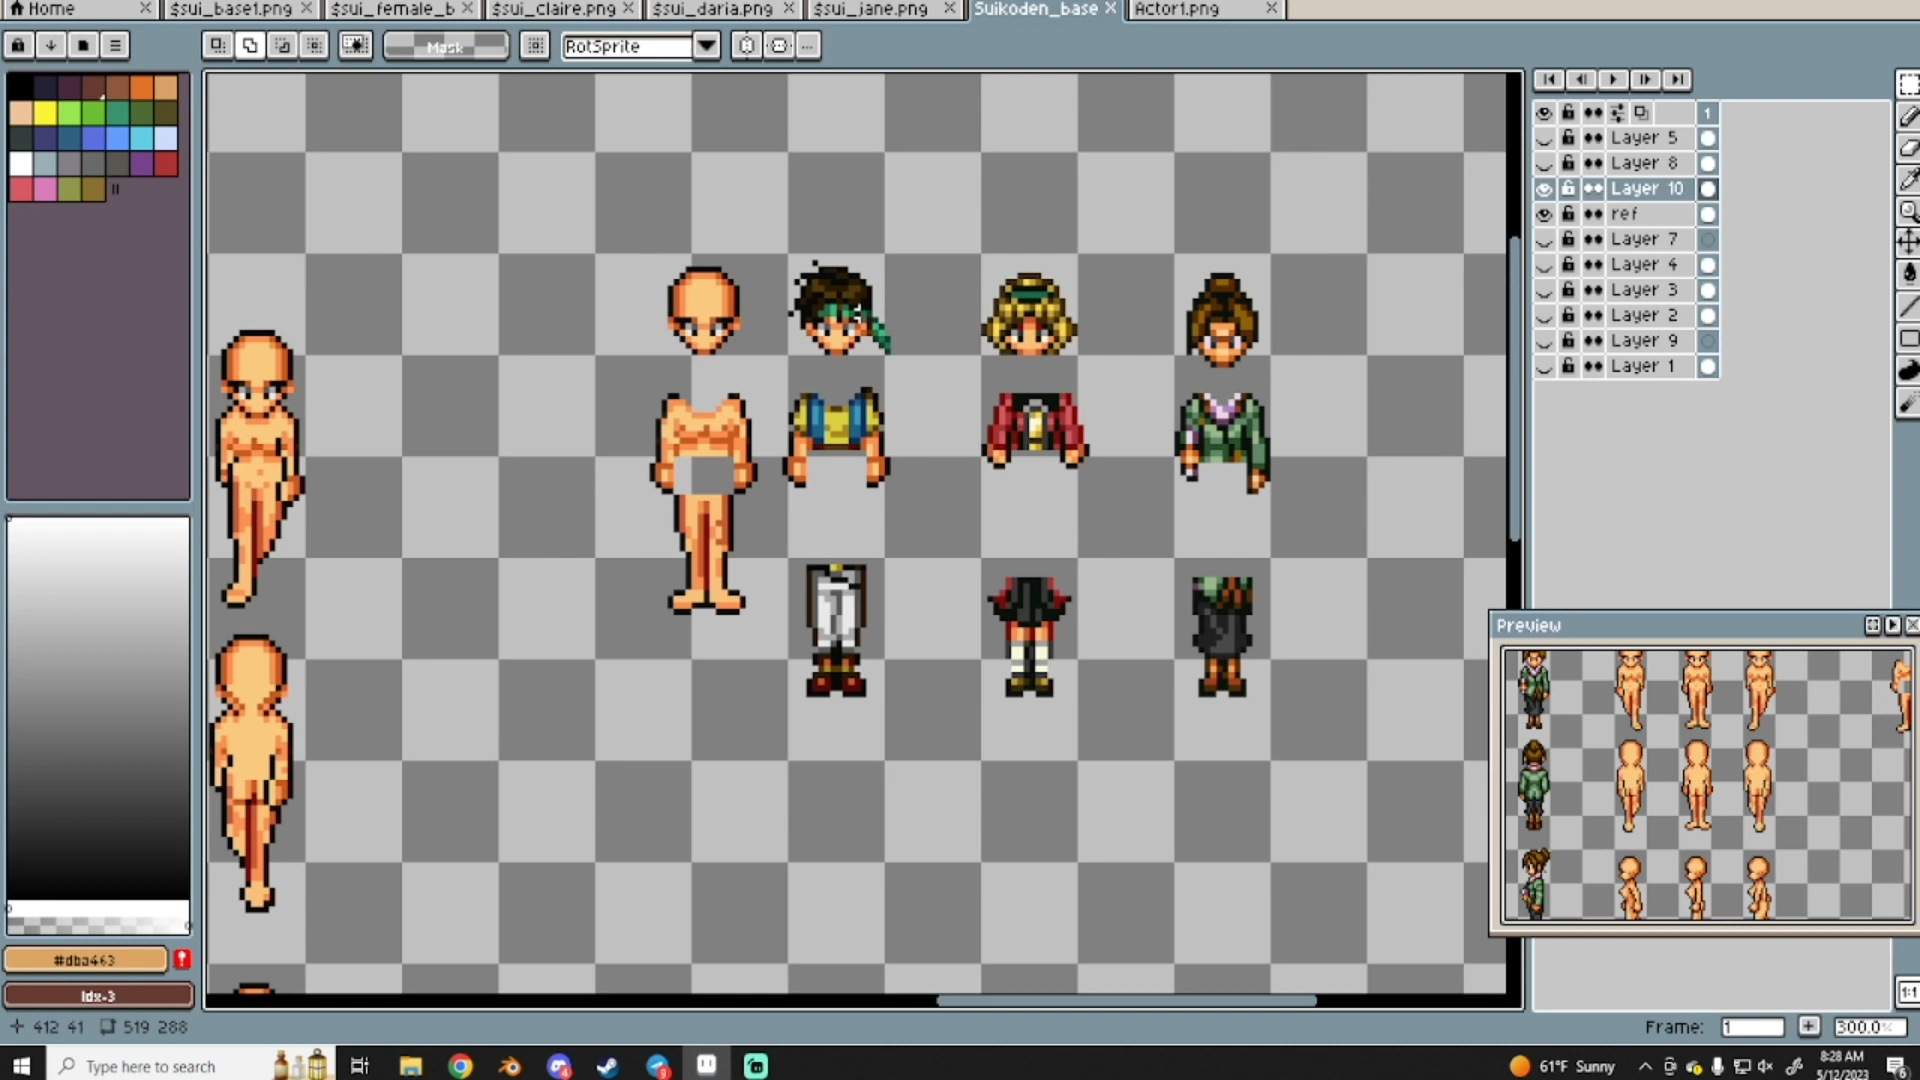 Home
$sui_base1.png
$sui_female_b
$sui_claire.png
$sui_daria.png
$sui_jane.png
Suikoden_base
Actor1.png
Mask
RotSprite
1
Layer 5
Layer 8
Layer 10
ref
Layer 7
Layer 4
Layer 3
Layer 2
Layer 9
Layer 1
Preview
#dba463
Idx-3
412 41
519 288
1:1
Frame:
1
300.0%
Type here to search
61°F Sunny
8:28 AM
5/12/2023